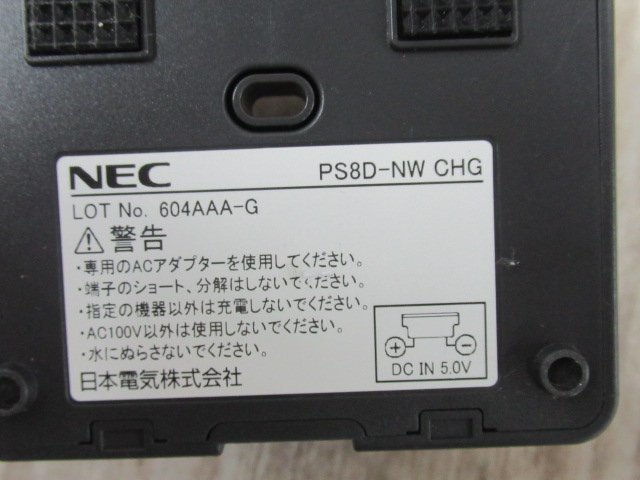 NEC PS8D-NW CHG
LOT No. 604AAA-G
警告
・専用のACアダプターを使用してください。
・端子のショート、分解はしないでください。
・指定の機器以外は充電しないでください。
・AC100V以外は使用しないでください。
・水にぬらさないでください。
日本電気株式会社
DC IN 5.0V